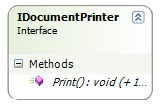 IDocumentPrinter
Interface
Methods
Print() : void (+ 1...